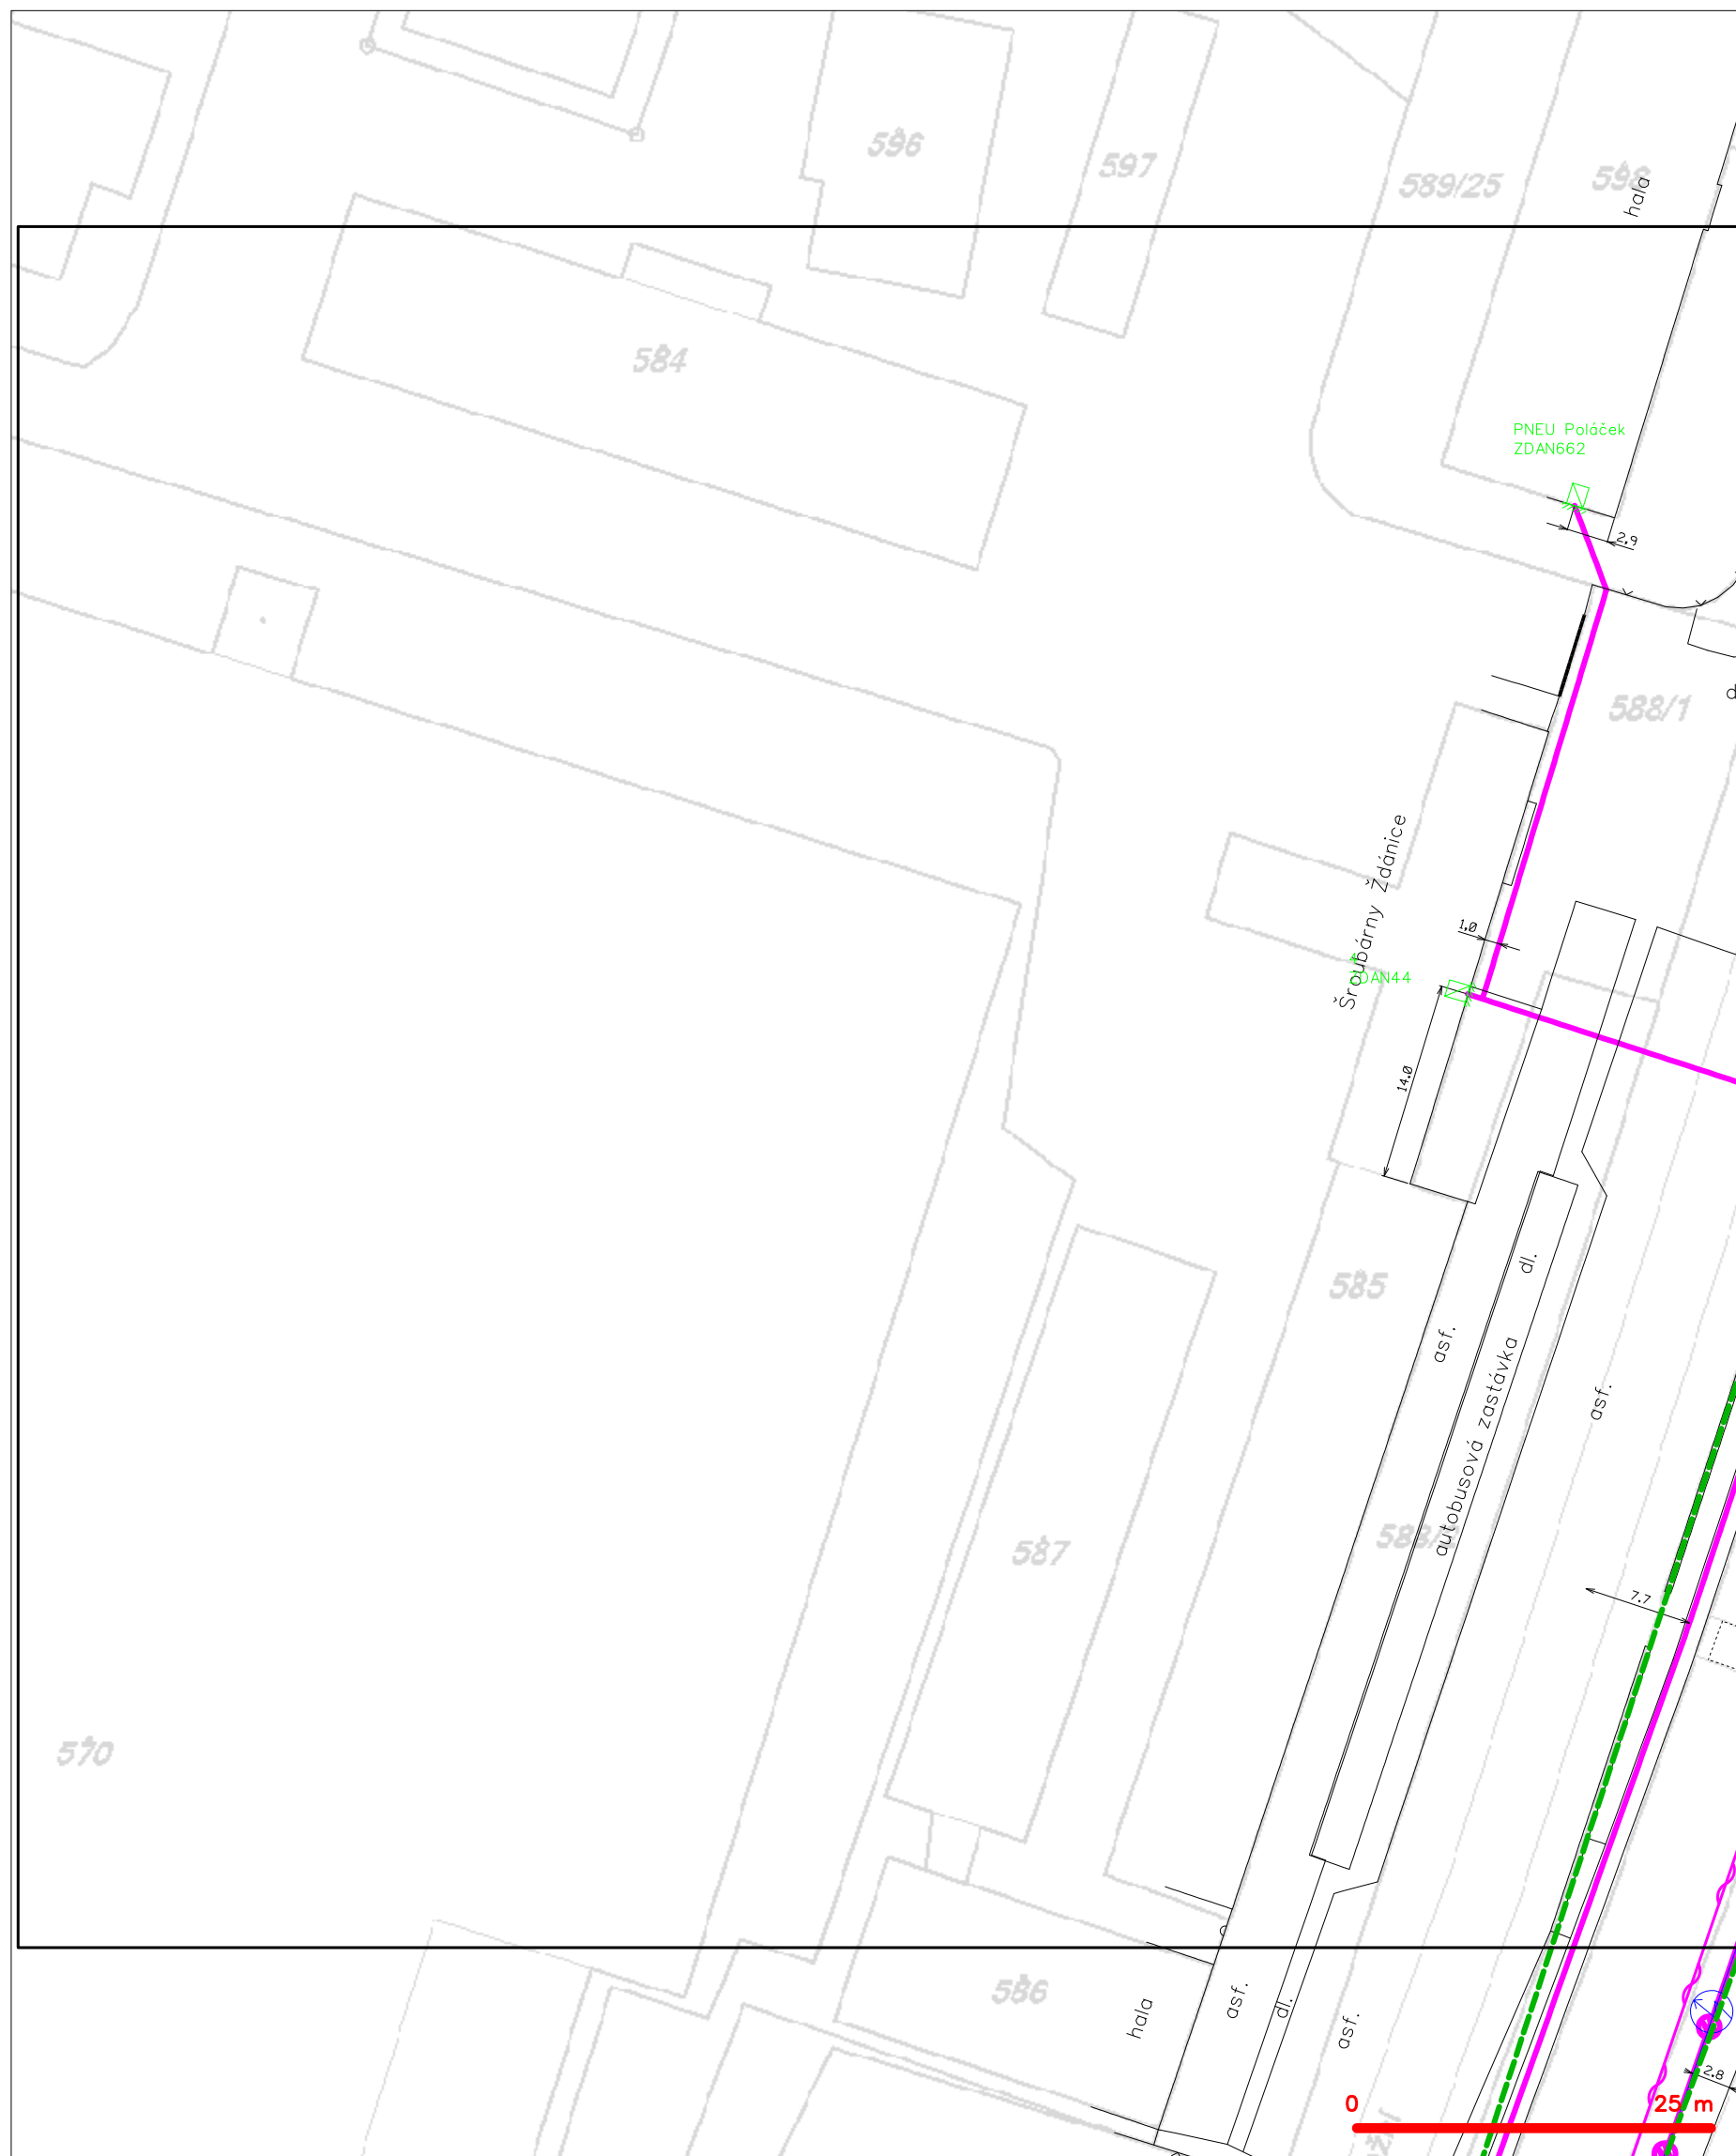 596
597
589/25
598
hala
584
PNEU Poláček
ZDAN662
2,9
588/1
Šroubárny Ždánice
1,0
4
ZDAN44
14,0
585
dl.
asf.
autobusová zastávka
asf.
587
7.7
570
586
hala
asf.
dl.
asf.
2.8
0 25 m